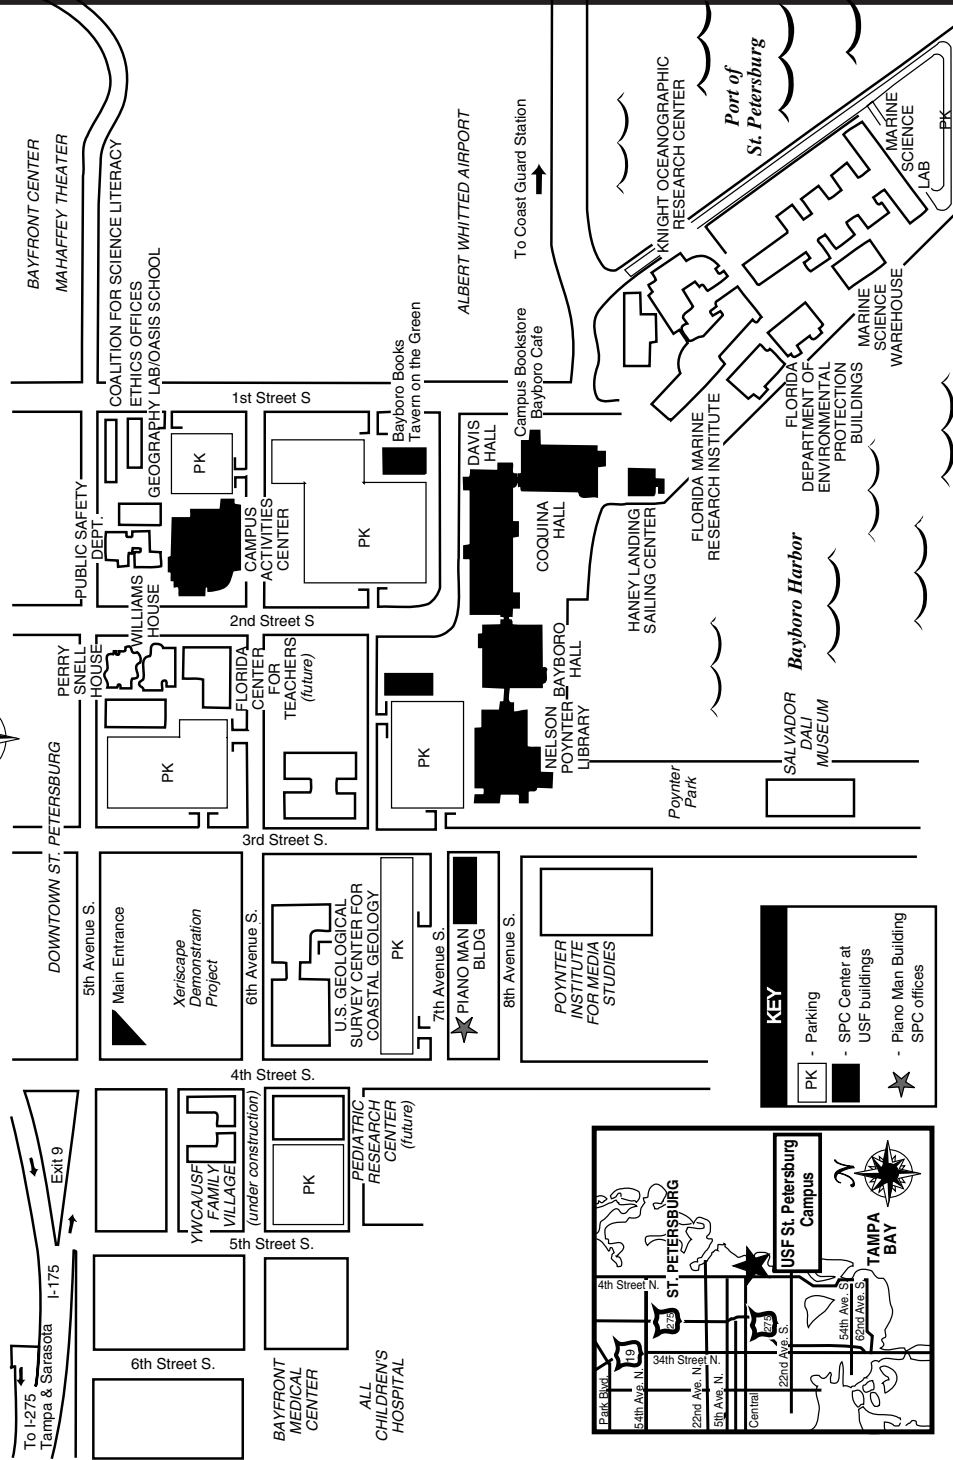 BAYFRONT CENTER
MAHAFFEY THEATER
COALITION FOR SCIENCE LITERACY
ETHICS OFFICES
GEOGRAPHY LAB/OASIS SCHOOL
PUBLIC SAFETY
DEPT.
WILLIAMS
HOUSE
PERRY
SNELL
HOUSE
DOWNTOWN ST. PETERSBURG
5th Avenue S.
Main Entrance
Xeriscape
Demonstration
Project
6th Avenue S.
Exit 9
I-175
To I-275
Tampa & Sarasota
1st Street S
PK
CAMPUS
ACTIVITIES
CENTER
PK
2nd Street S
FLORIDA
CENTER
FOR
TEACHERS
(future)
PK
3rd Street S.
U.S. GEOLOGICAL
SURVEY CENTER FOR
COASTAL GEOLOGY
PK
7th Avenue S.
PIANO MAN
BLDG
8th Avenue S.
4th Street S.
YWCA/USF
FAMILY
VILLAGE
(under construction)
PK
PEDIATRIC
RESEARCH
CENTER
(future)
5th Street S.
6th Street S.
BAYFRONT
MEDICAL
CENTER
ALL
CHILDREN'S
HOSPITAL
Bayboro Books
Tavern on the Green
ALBERT WHITTED AIRPORT
To Coast Guard Station
Campus Bookstore
Bayboro Cafe
DAVIS
HALL
COQUINA
HALL
BAYBORO
HALL
NELSON
POYNTER
LIBRARY
PK
HANEY LANDING
SAILING CENTER
Poynter
Park
POYNTER
INSTITUTE
FOR MEDIA
STUDIES
KNIGHT OCEANOGRAPHIC
RESEARCH CENTER
Port of
St. Petersburg
FLORIDA MARINE
RESEARCH INSTITUTE
FLORIDA
DEPARTMENT OF
ENVIRONMENTAL
PROTECTION
BUILDINGS
MARINE
SCIENCE
WAREHOUSE
MARINE
SCIENCE
LAB
PK
Bayboro Harbor
SALVADOR
DALI
MUSEUM
KEY
PK - Parking
- SPC Center at
USF buildings
- Piano Man Building
SPC offices
ST. PETERSBURG
USF St. Petersburg
Campus
TAMPA
BAY
N
4th Street N.
34th Street N.
275
275
19
Park Blvd.
54th Ave. N.
22nd Ave. N.
5th Ave. N.
Central
22nd Ave. S.
54th Ave. S.
62nd Ave. S.